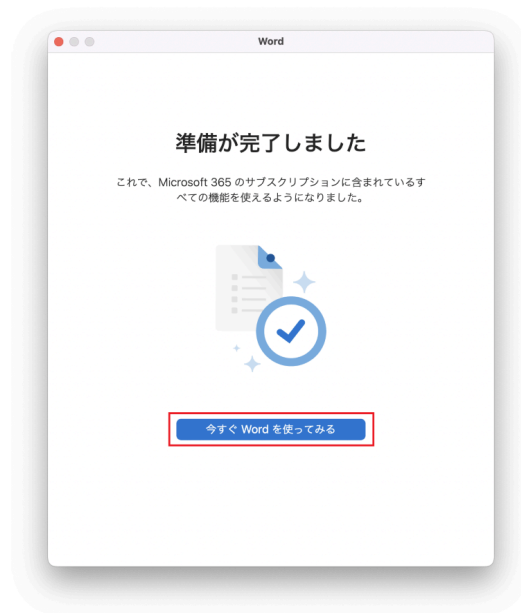 Word
準備が完了しました
これで、Microsoft 365 のサブスクリプションに含まれているす
べての機能を使えるようになりました。
今すぐ Word を使ってみる